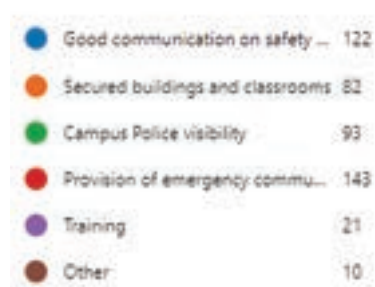 Good communication on safety ... 122
Secured buildings and classrooms 82
Campus Police visibility 93
Provision of emergency commu... 143
Training 21
Other 10